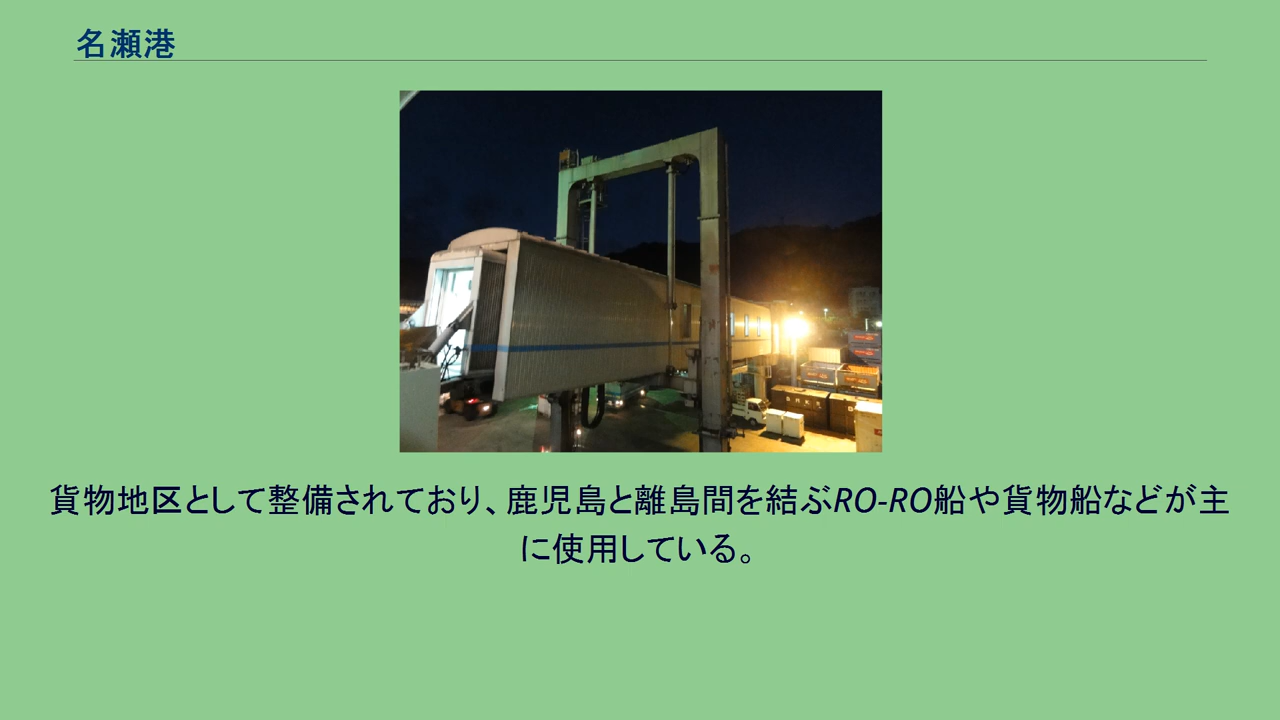 名瀬港
貨物地区として整備されており、鹿児島と離島間を結ぶRO-RO船や貨物船などが主
に使用している。